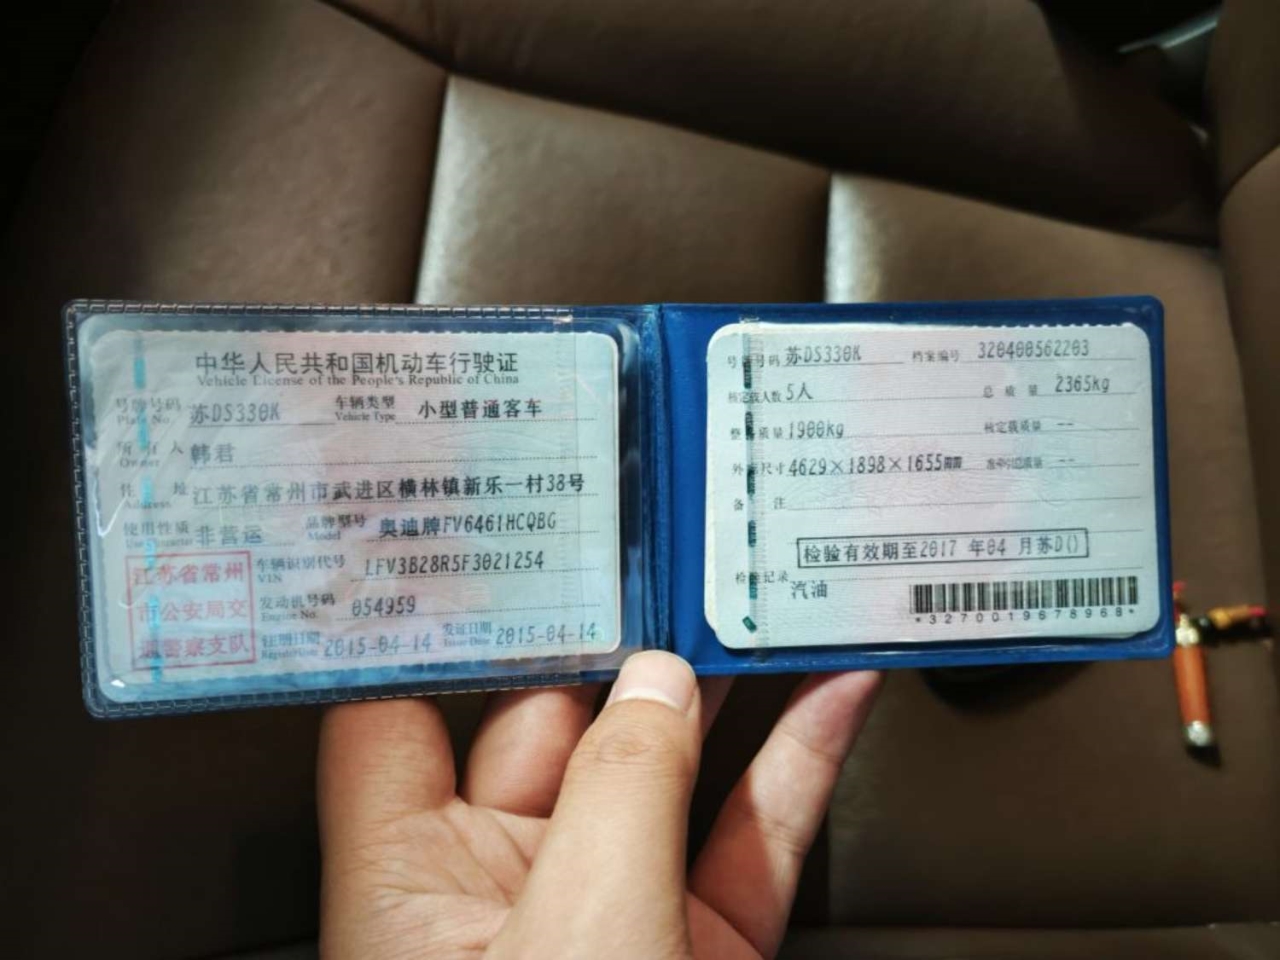 中华人民共和国机动车行驶证
Vehicle License of the People's Republic of China
号牌号码 苏DS330K 车辆类型 小型普通客车
Plate No. Vehicle Type
所有人 韩君
Owner
住址 江苏省常州市武进区横林镇新乐一村38号
Address
使用性质 非营运 品牌型号 奥迪牌FV6461HCQBG
Use Character Model
江苏省常州
市公安局交
通警察支队
车辆识别代号 LFV3B28R5F3021254
VIN
发动机号码 054959
Engine No.
注册日期 2015-04-14 发证日期 2015-04-14
Register Date Issue Date
号牌号码 苏DS330K 档案编号 320400562203
核定载人数 5人 总质量 2365kg
整备质量 1900kg 核定载质量 --
外廓尺寸 4629×1898×1655 准牵引总质量 --
备注
检验有效期至2017 年04 月苏D()
检验记录
汽油
*3270019678968*